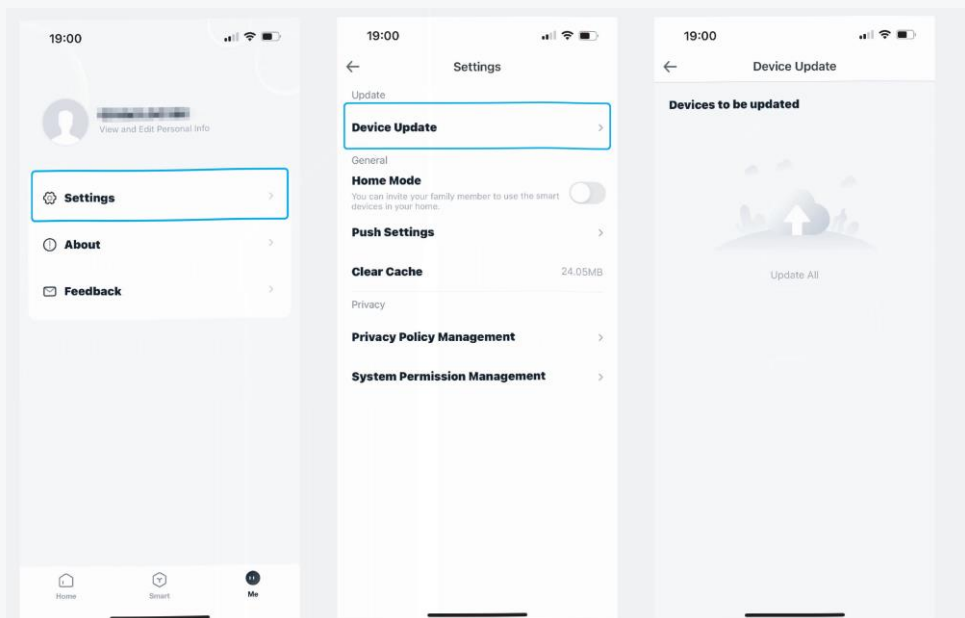 19:00
View and Edit Personal Info
Settings
About
Feedback
Home
Smart
Me
19:00
Settings
Update
Device Update
General
Home Mode
You can invite your family member to use the smart
devices in your home.
Push Settings
Clear Cache
24.05MB
Privacy
Privacy Policy Management
System Permission Management
19:00
Device Update
Devices to be updated
Update All